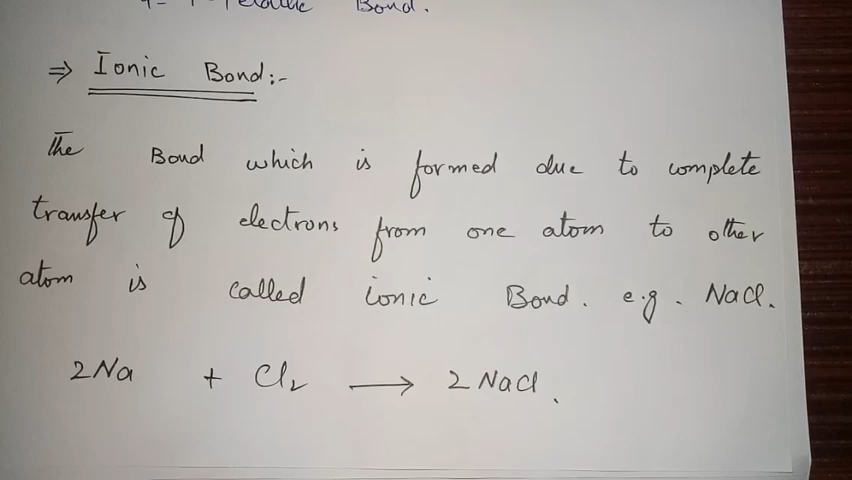 Bond.
⇒ Ionic Bond:-
The Bond which is formed due to complete
transfer of electrons from one atom to other
atom is called ionic Bond. e.g. NaCl.
2Na + Cl₂ ⟶ 2NaCl.